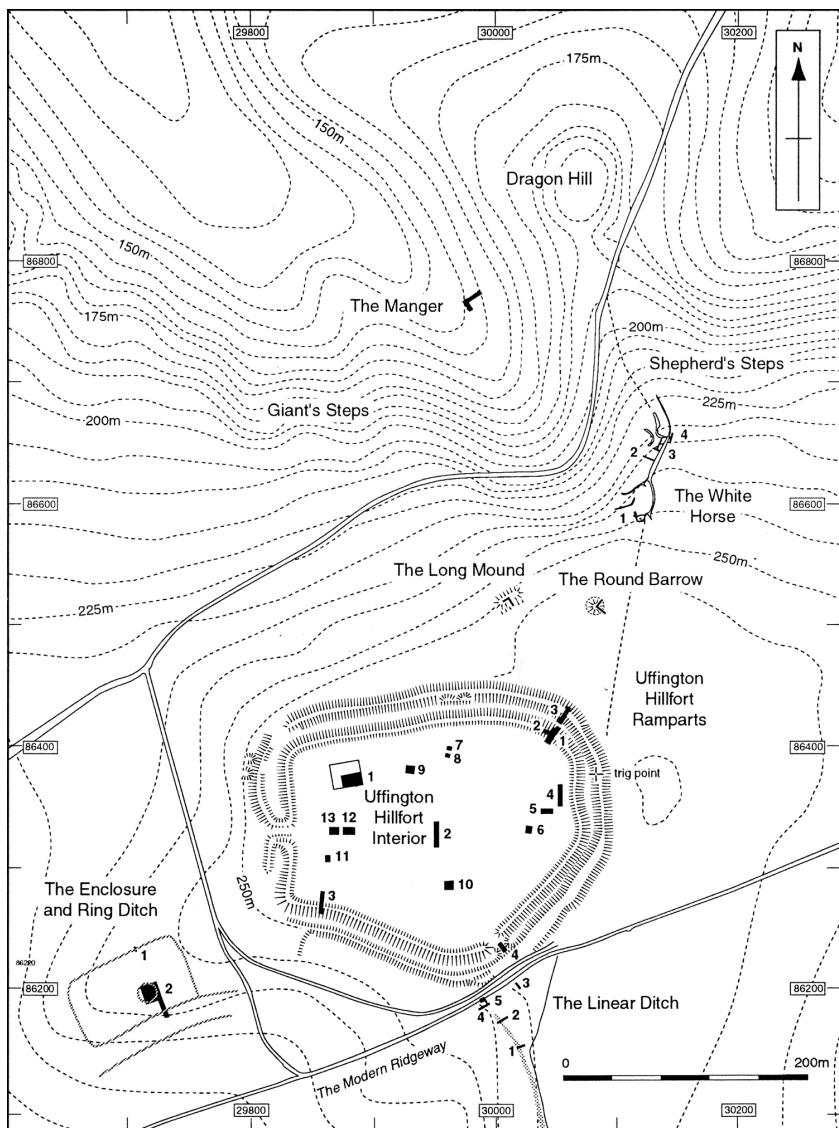 29800
30000
30200
N
175m
150m
Dragon Hill
150m
86800
86800
The Manger
175m
200m
Shepherd's Steps
Giant's Steps
225m
200m
4
2
3
86600
The White
Horse
86600
1
250m
The Long Mound
The Round Barrow
225m
Uffington
Hillfort
Ramparts
3
2
1
86400
86400
7
8
9
1
trig point
Uffington
Hillfort
Interior
4
5
6
13
12
2
11
10
The Enclosure
and Ring Ditch
250m
3
4
1
86220
2
86200
86200
3
The Linear Ditch
5
4
2
1
The Modern Ridgeway
0
200m
29800
30000
30200